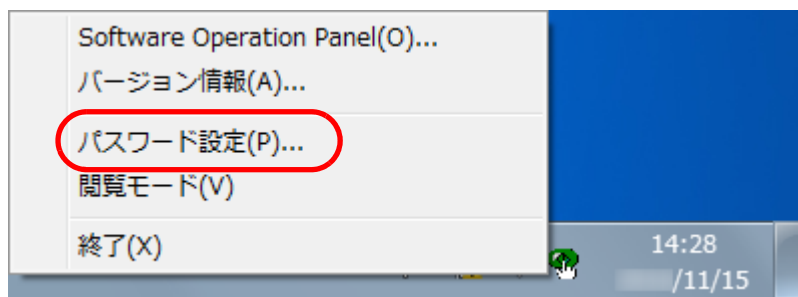 Software Operation Panel(O)...
バージョン情報(A)...
パスワード設定(P)...
閲覧モード(V)
終了(X)
14:28
/11/15